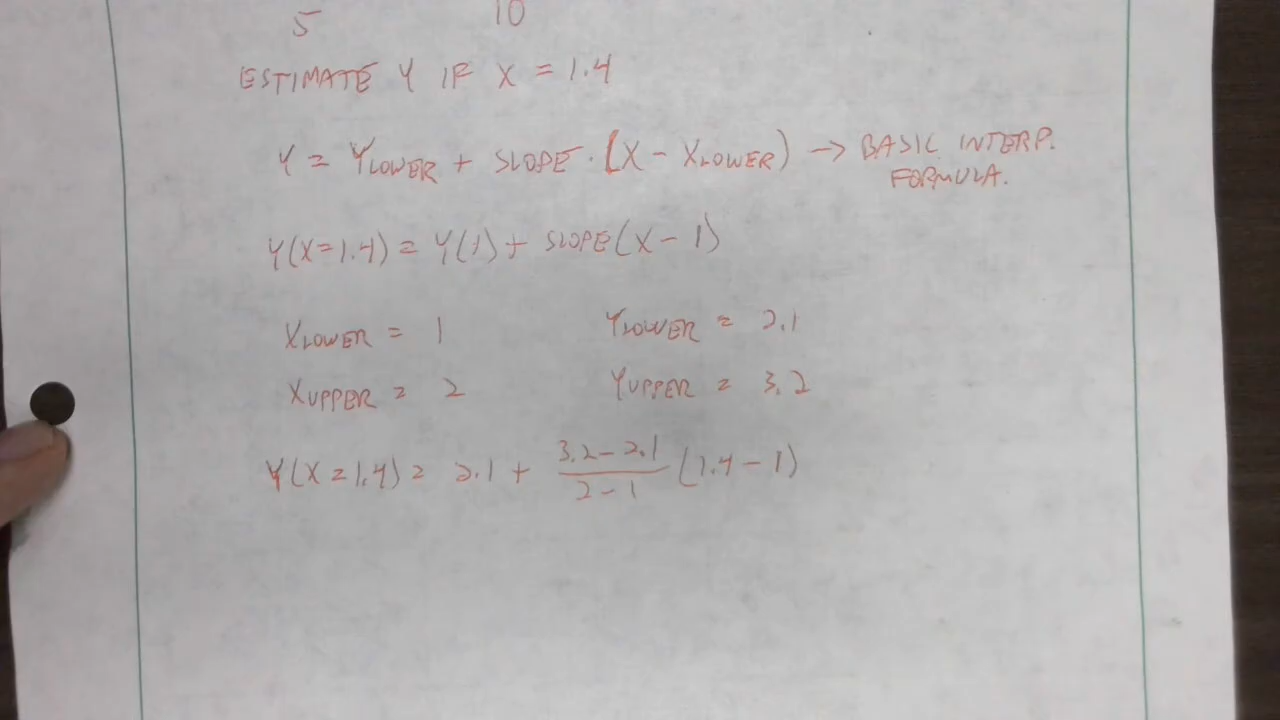 5 10
ESTIMATE Y IF X = 1.4
Y = YLOWER + SLOPE · (X - XLOWER) → BASIC INTERP. FORMULA.
Y(X=1.4) = Y(1) + SLOPE(X - 1)
XLOWER = 1 YLOWER = 2.1
XUPPER = 2 YUPPER = 3.2
Y(X=1.4) = 2.1 + (3.2-2.1)/(2-1) (1.4-1)